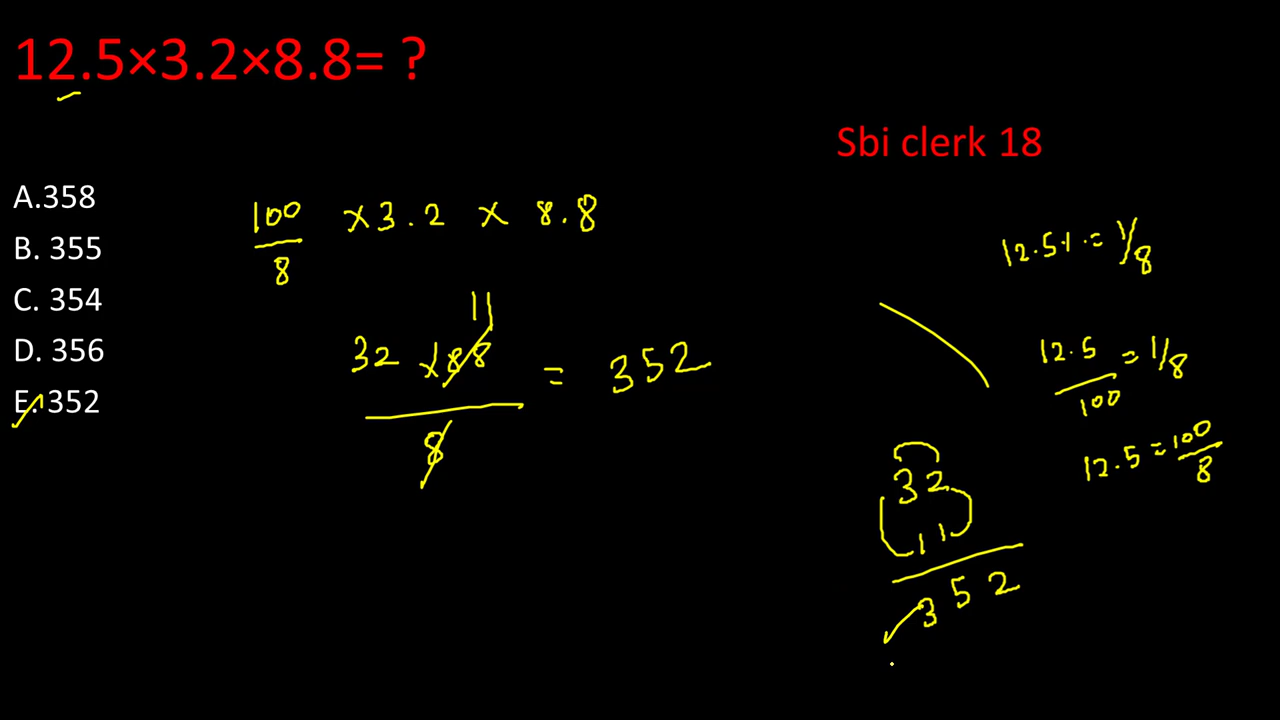 12.5×3.2×8.8= ?
Sbi clerk 18
A.358
B. 355
C. 354
D. 356
E. 352
100/8 ×3.2 × 8.8
11
32 ×88
8
= 352
12.5% = 1/8
12.5/100 = 1/8
12.5 = 100/8
32
11
352